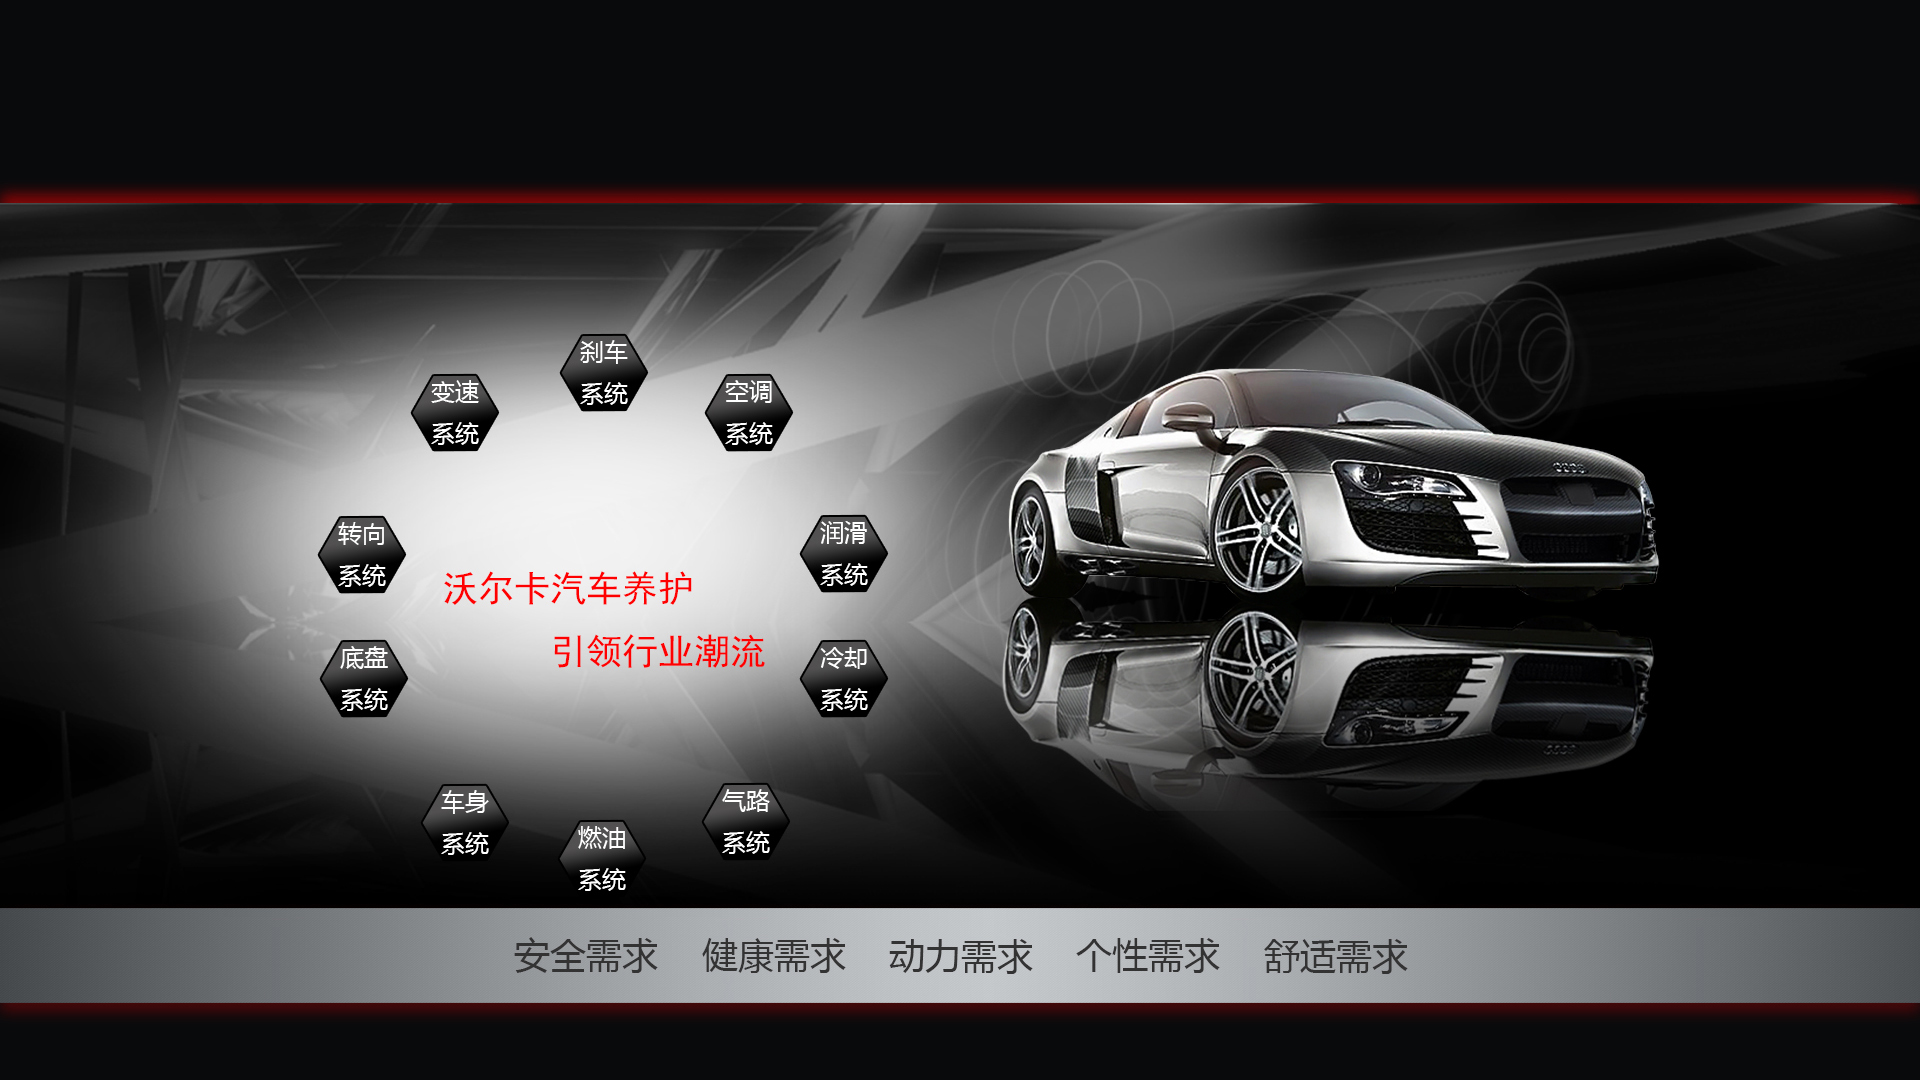 刹车
系统
变速
系统
空调
系统
转向
系统
润滑
系统
沃尔卡汽车养护
引领行业潮流
底盘
系统
冷却
系统
车身
系统
气路
系统
燃油
系统
安全需求 健康需求 动力需求 个性需求 舒适需求